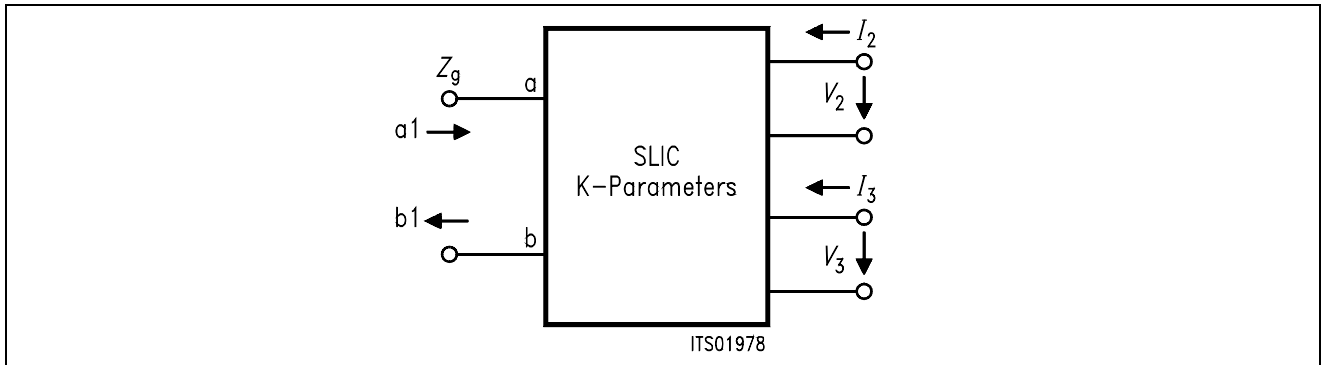 Zg
a
a1
b1
b
SLIC
K-Parameters
I2
V2
I3
V3
ITS01978